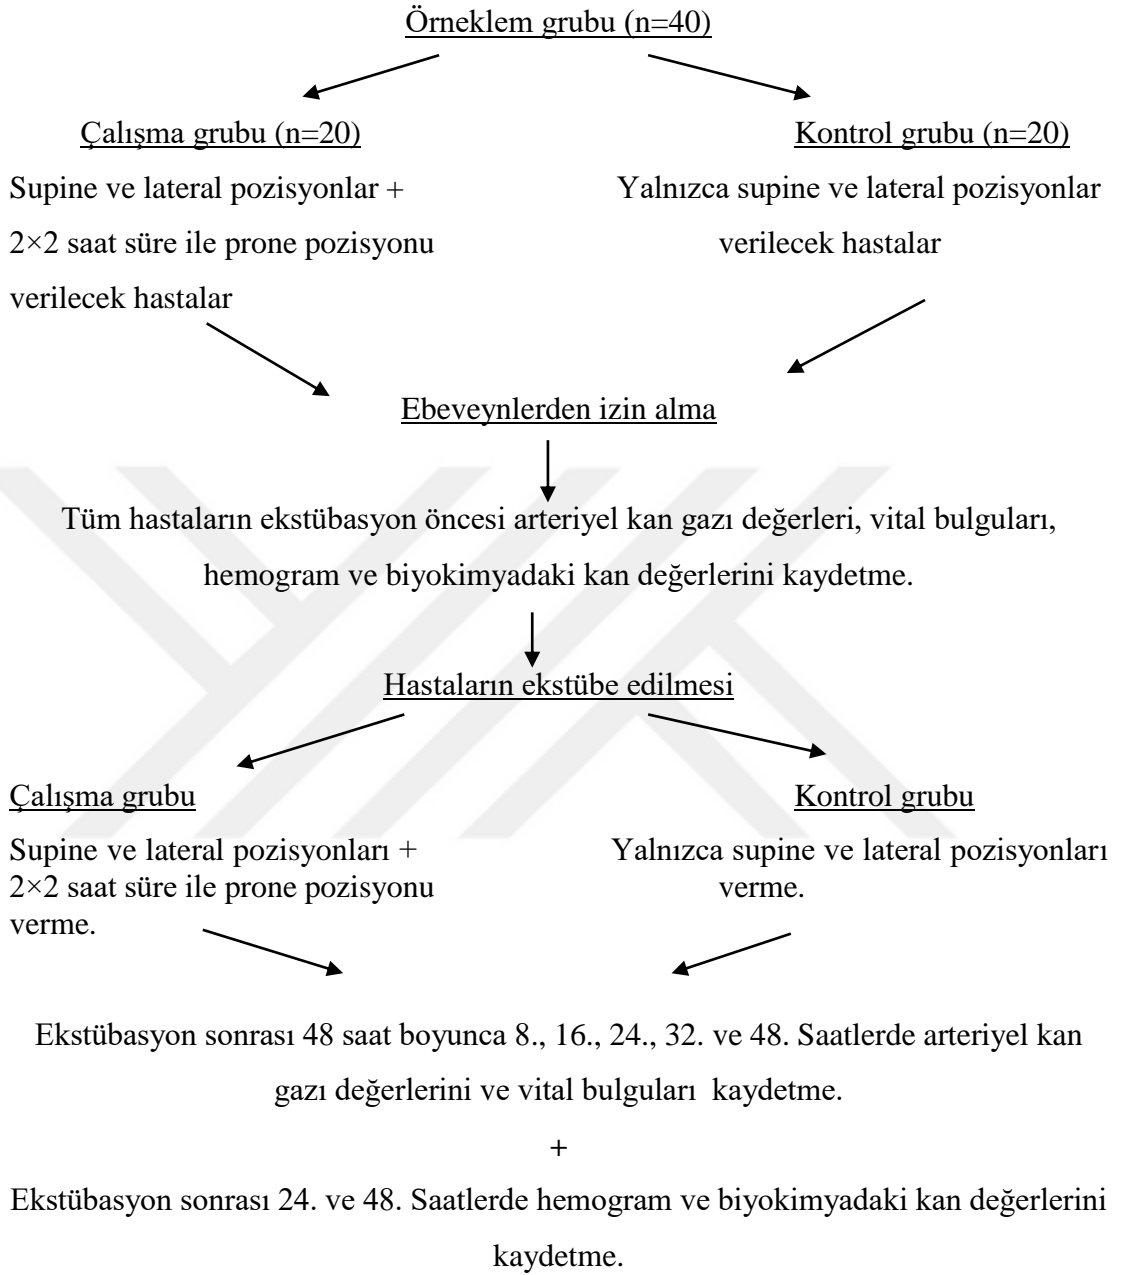 Örneklem grubu (n=40)
Çalışma grubu (n=20)
Supine ve lateral pozisyonlar +
2×2 saat süre ile prone pozisyonu
verilecek hastalar
Kontrol grubu (n=20)
Yalnızca supine ve lateral pozisyonlar
verilecek hastalar
Ebeveynlerden izin alma
Tüm hastaların ekstübasyon öncesi arteriyel kan gazı değerleri, vital bulguları,
hemogram ve biyokimyadaki kan değerlerini kaydetme.
Hastaların ekstübe edilmesi
Çalışma grubu
Supine ve lateral pozisyonları +
2×2 saat süre ile prone pozisyonu
verme.
Kontrol grubu
Yalnızca supine ve lateral pozisyonları
verme.
Ekstübasyon sonrası 48 saat boyunca 8., 16., 24., 32. ve 48. Saatlerde arteriyel kan
gazı değerlerini ve vital bulguları kaydetme.
+
Ekstübasyon sonrası 24. ve 48. Saatlerde hemogram ve biyokimyadaki kan değerlerini
kaydetme.